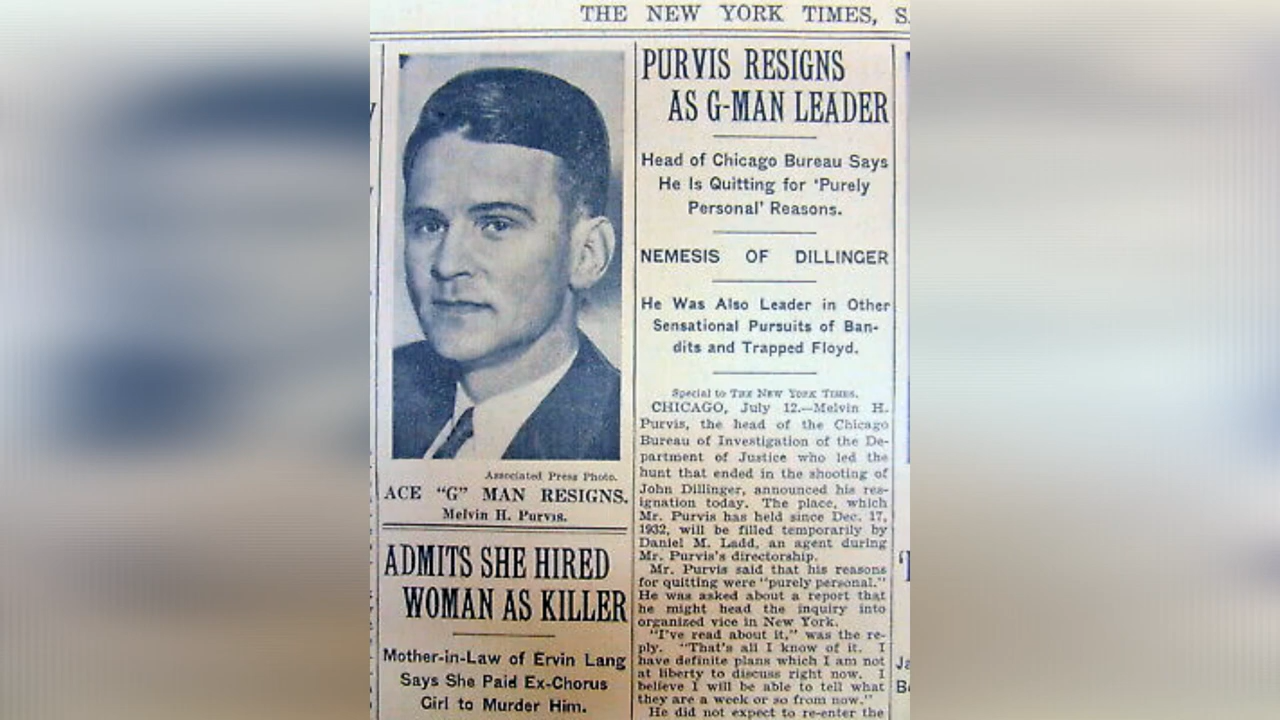 THE NEW YORK TIMES, S
Associated Press Photo.
ACE "G" MAN RESIGNS.
Melvin H. Purvis.
ADMITS SHE HIRED
WOMAN AS KILLER
Mother-in-Law of Ervin Lang
Says She Paid Ex-Chorus
Girl to Murder Him.
PURVIS RESIGNS
AS G-MAN LEADER
Head of Chicago Bureau Says
He Is Quitting for 'Purely
Personal' Reasons.
NEMESIS OF DILLINGER
He Was Also Leader in Other
Sensational Pursuits of Ban-
dits and Trapped Floyd.
Special to THE NEW YORK TIMES.
CHICAGO, July 12.—Melvin H.
Purvis, the head of the Chicago
Bureau of Investigation of the De-
partment of Justice who led the
hunt that ended in the shooting of
John Dillinger, announced his res-
ignation today. The place, which
Mr. Purvis has held since Dec. 17,
1932, will be filled temporarily by
Daniel M. Ladd, an agent during
Mr. Purvis's directorship.
Mr. Purvis said that his reasons
for quitting were "purely personal."
He was asked about a report that
he might head the inquiry into
organized vice in New York.
"I've read about it," was the re-
ply. "That's all I know of it. I
have definite plans which I am not
at liberty to discuss right now. I
believe I will be able to tell what
they are a week or so from now."
He did not expect to re-enter the